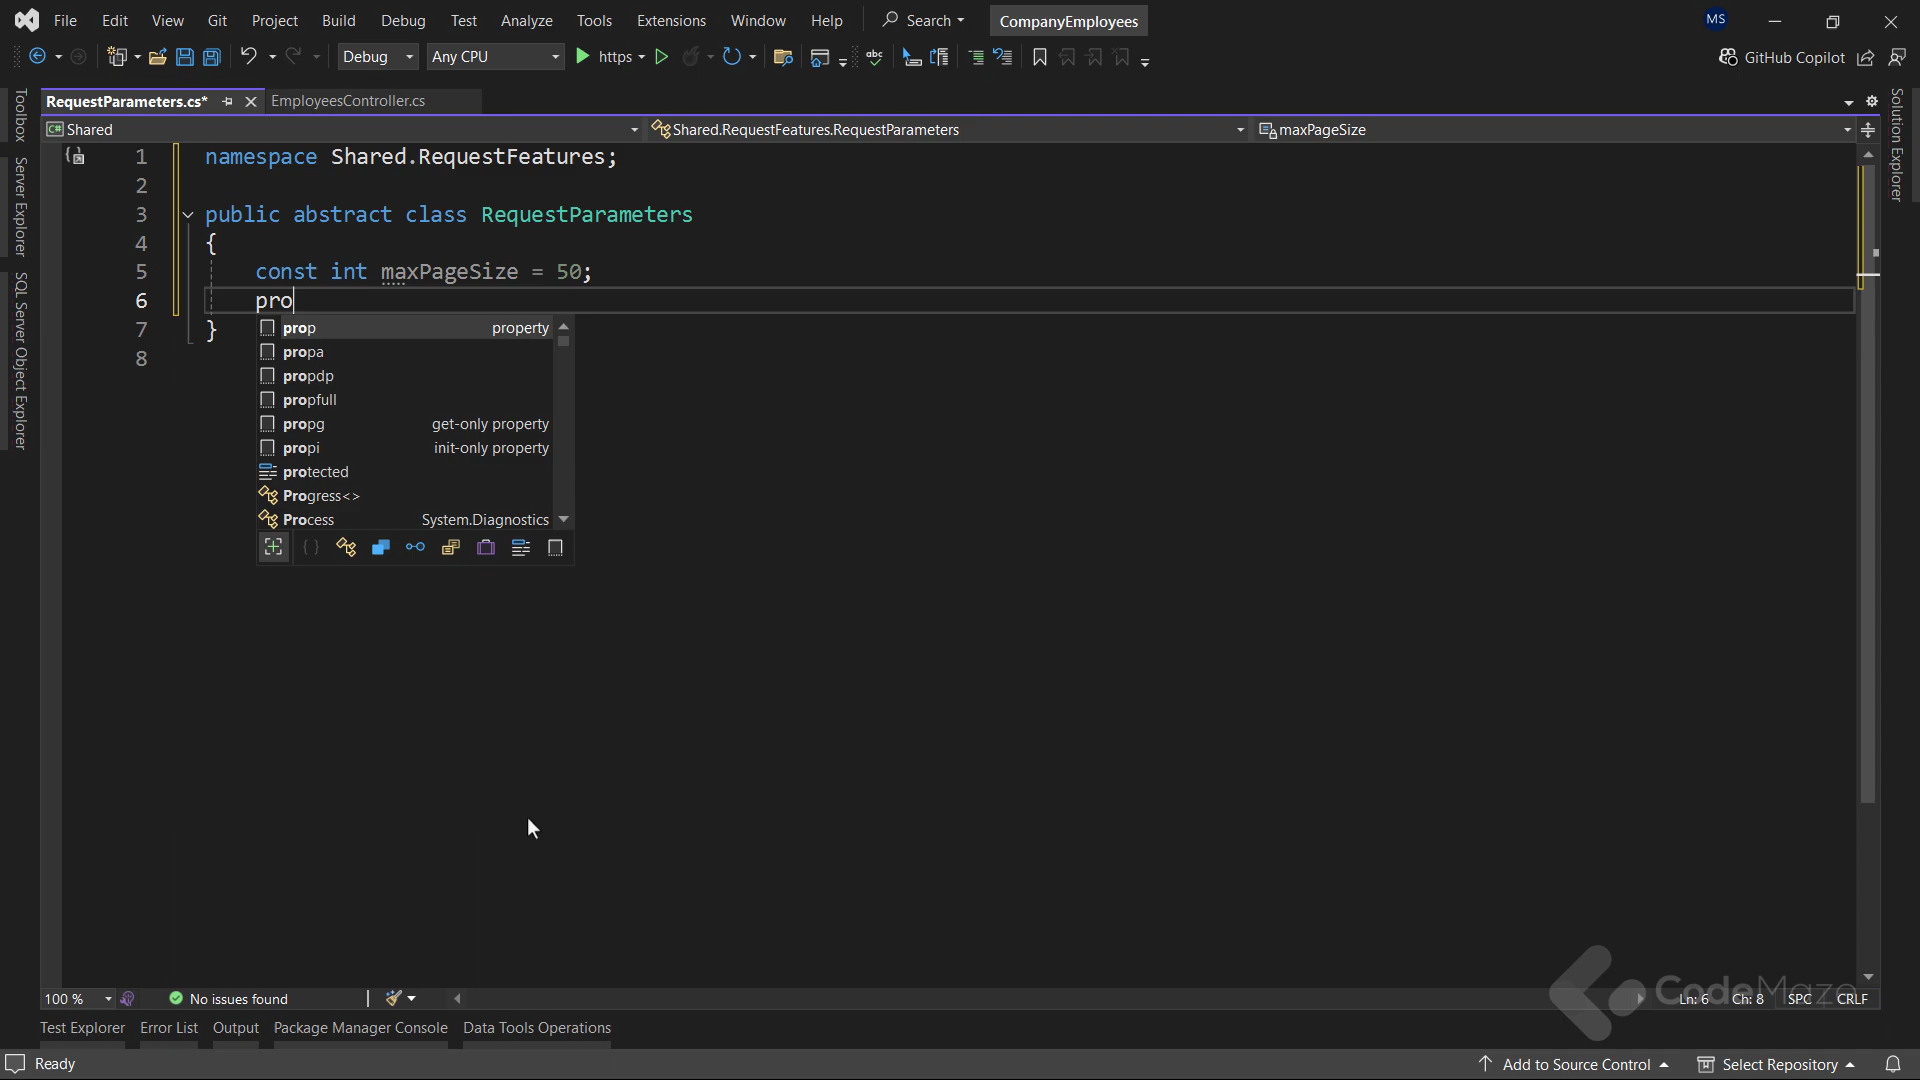 File Edit View Git Project Build Debug Test Analyze Tools Extensions Window Help Search CompanyEmployees MS
Debug Any CPU https abc GitHub Copilot
RequestParameters.cs* EmployeesController.cs
C# Shared Shared.RequestFeatures.RequestParameters maxPageSize
Toolbox
Server Explorer
SQL Server Object Explorer
Solution Explorer
1 namespace Shared.RequestFeatures;
2
3 public abstract class RequestParameters
4 {
5 const int maxPageSize = 50;
6 pro
7 }
8
prop property
propa
propdp
propfull
propg get-only property
propi init-only property
protected
Progress<>
Process System.Diagnostics
100 % No issues found Ln: 6 Ch: 8 SPC CRLF
CodeMaze
Test Explorer Error List Output Package Manager Console Data Tools Operations
Ready Add to Source Control Select Repository